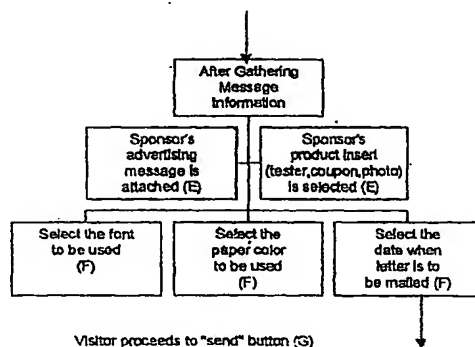 After Gathering
Message
Information
Sponsor's
advertising
message is
attached (E)
Sponsor's
product insert
(tester,coupon,photo)
is selected (E)
Select the font
to be used
(F)
Select the
paper color
to be used
(F)
Select the
date when
letter is to
be mailed (F)
Visitor proceeds to "send" button (G)